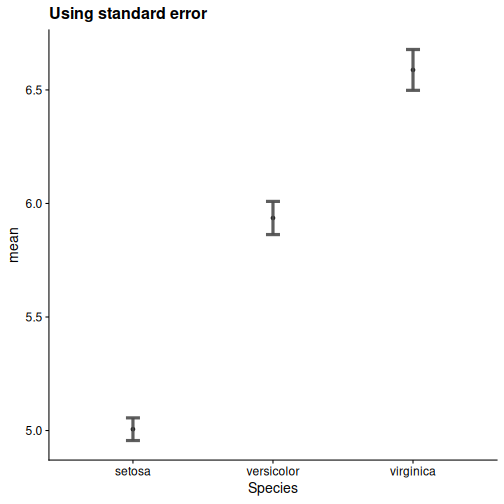 Using standard error
mean
6.5
6.0
5.5
5.0
setosa versicolor virginica
Species